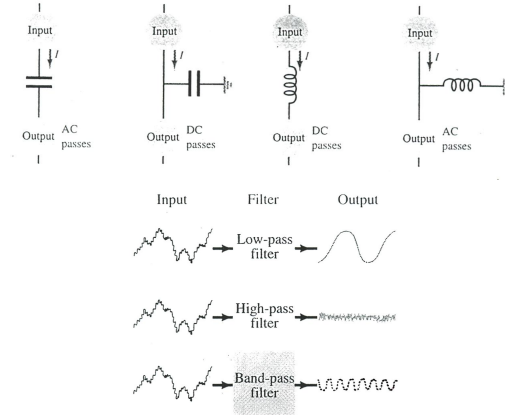 Input
Input
Input
Input
I
I
I
I
Output AC passes
Output DC passes
Output DC passes
Output AC passes
Input Filter Output
Low-pass
filter
High-pass
filter
Band-pass
filter